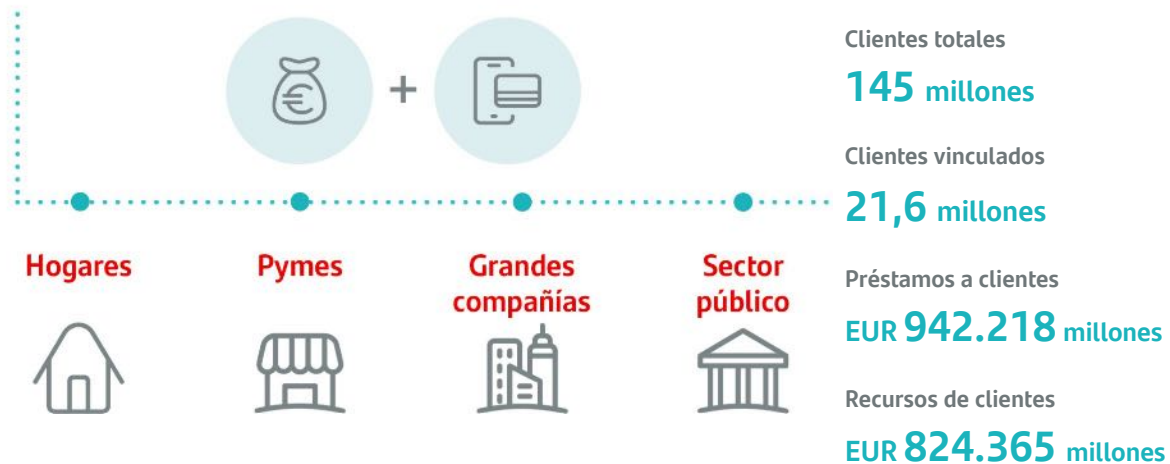 Hogares
Pymes
Grandes
compañías
Sector
público
Clientes totales
145 millones
Clientes vinculados
21,6 millones
Préstamos a clientes
EUR 942.218 millones
Recursos de clientes
EUR 824.365 millones